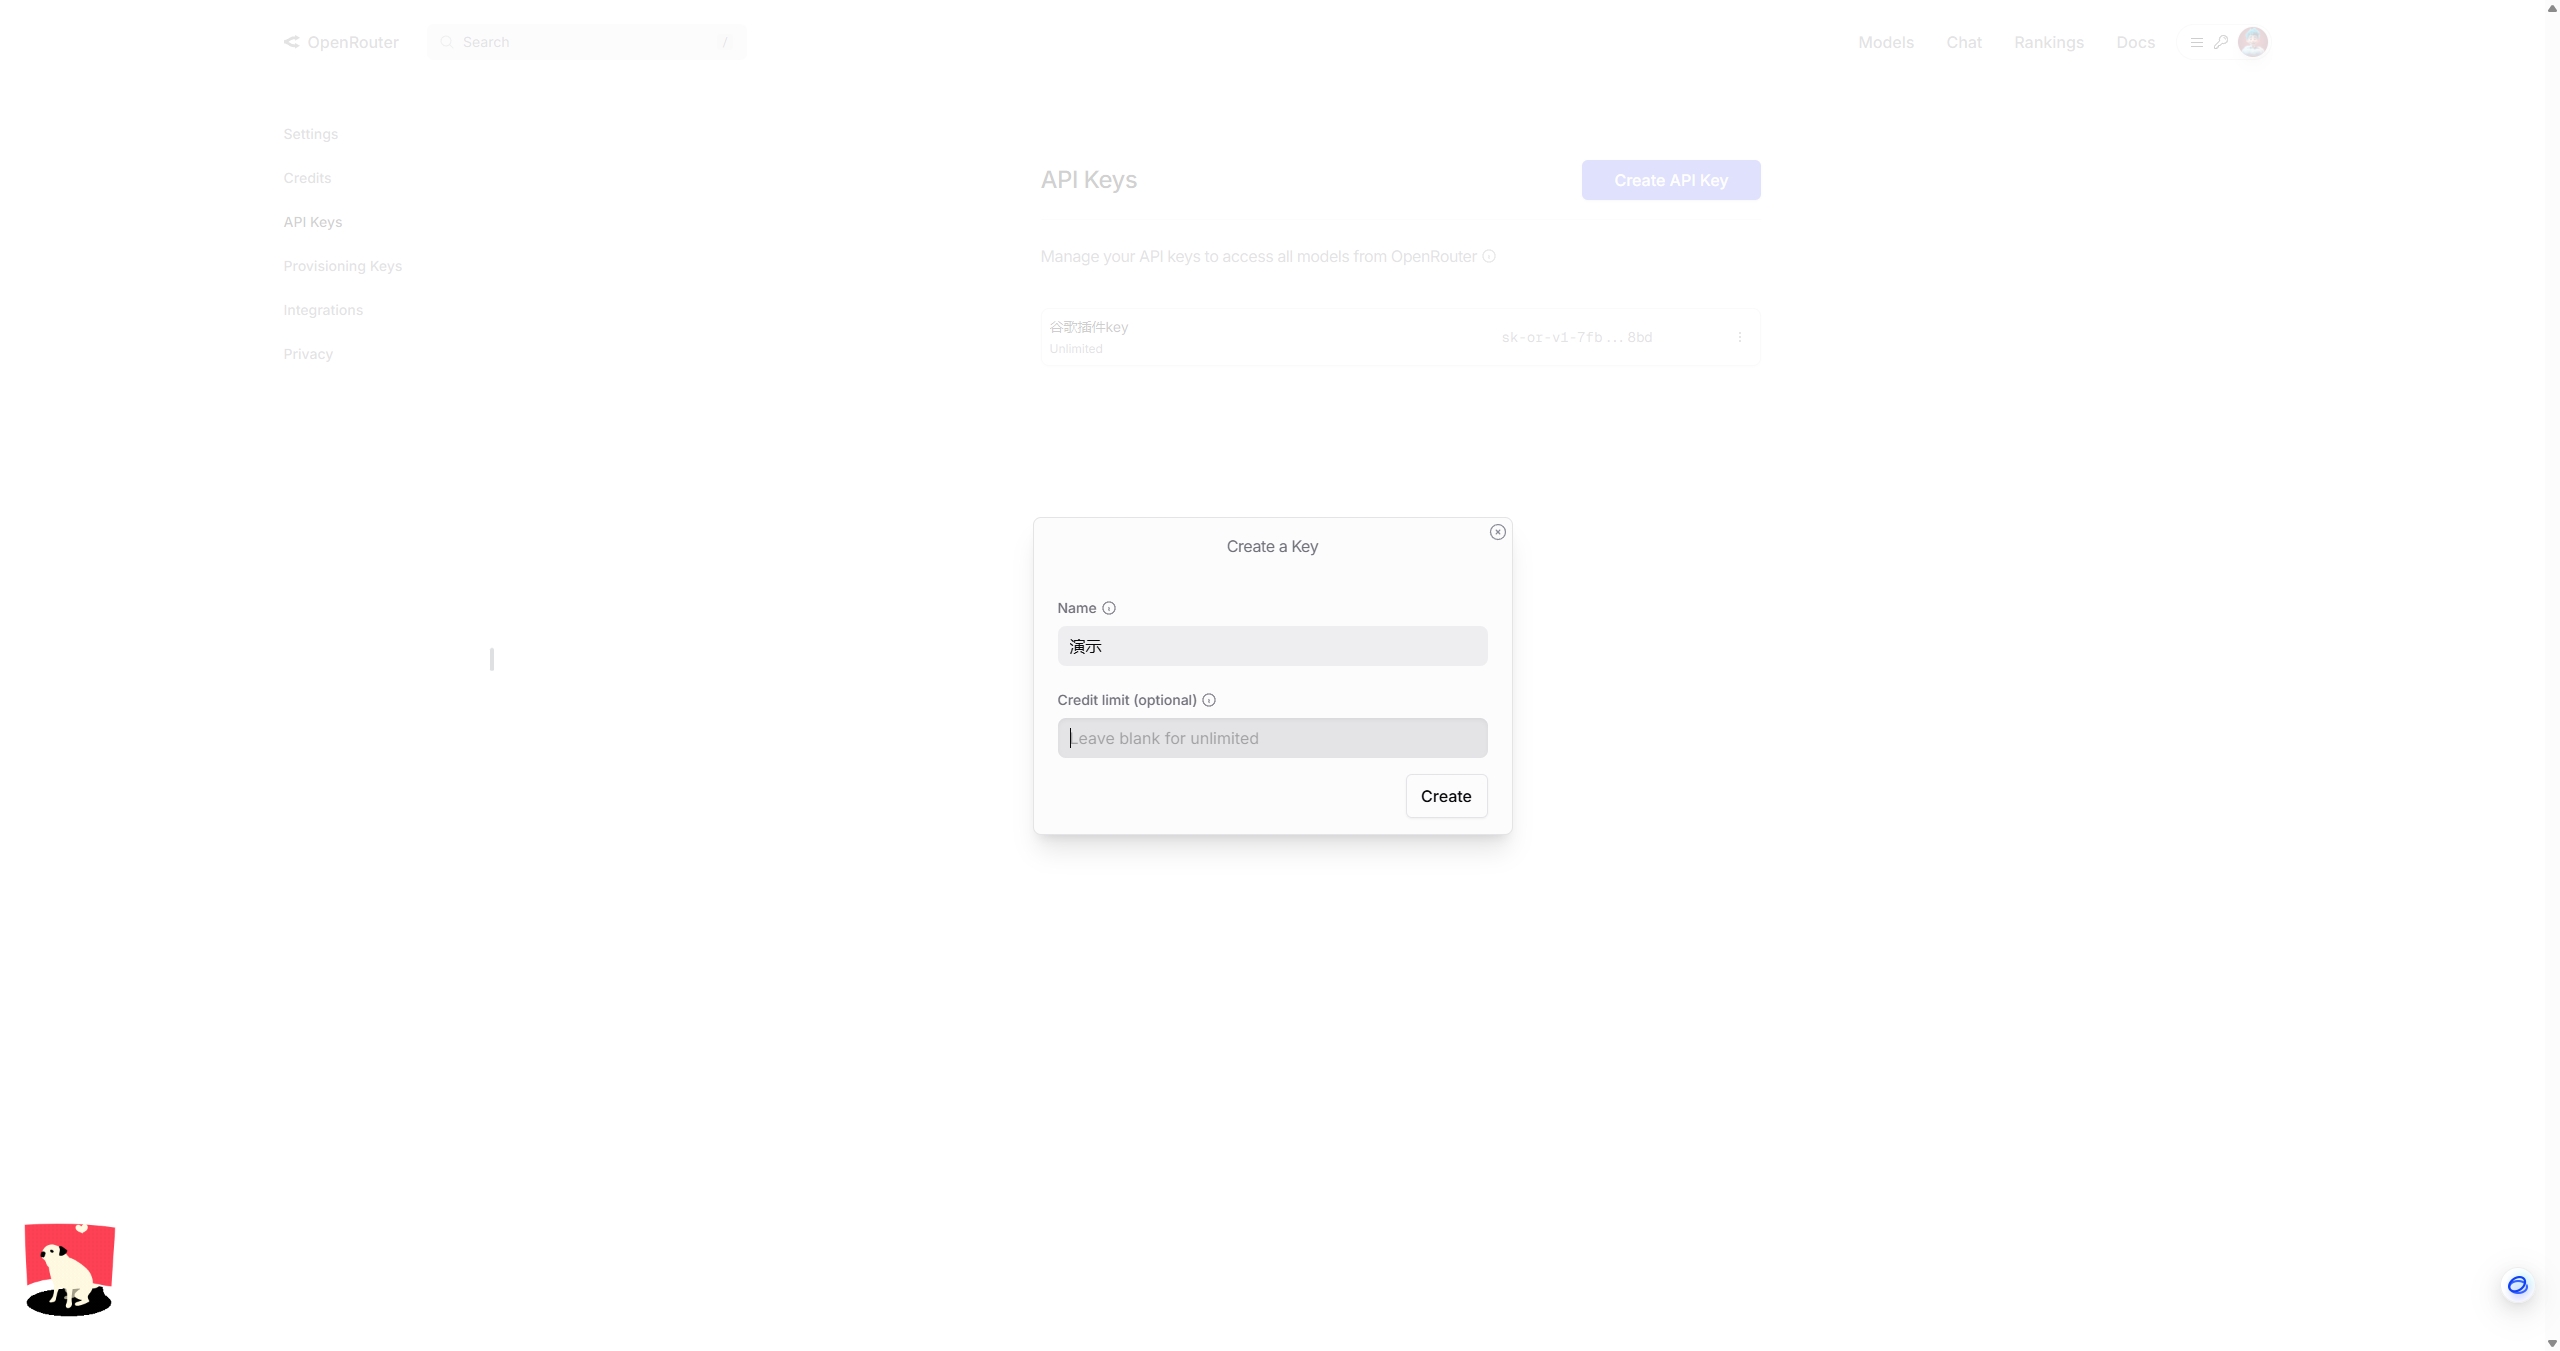 OpenRouter
Search
/
Models
Chat
Rankings
Docs
Settings
Credits
API Keys
Provisioning Keys
Integrations
Privacy
API Keys
Create API Key
Manage your API keys to access all models from OpenRouter
谷歌插件key
Unlimited
sk-or-v1-7fb...8bd
Create a Key
Name
演示
Credit limit (optional)
Leave blank for unlimited
Create